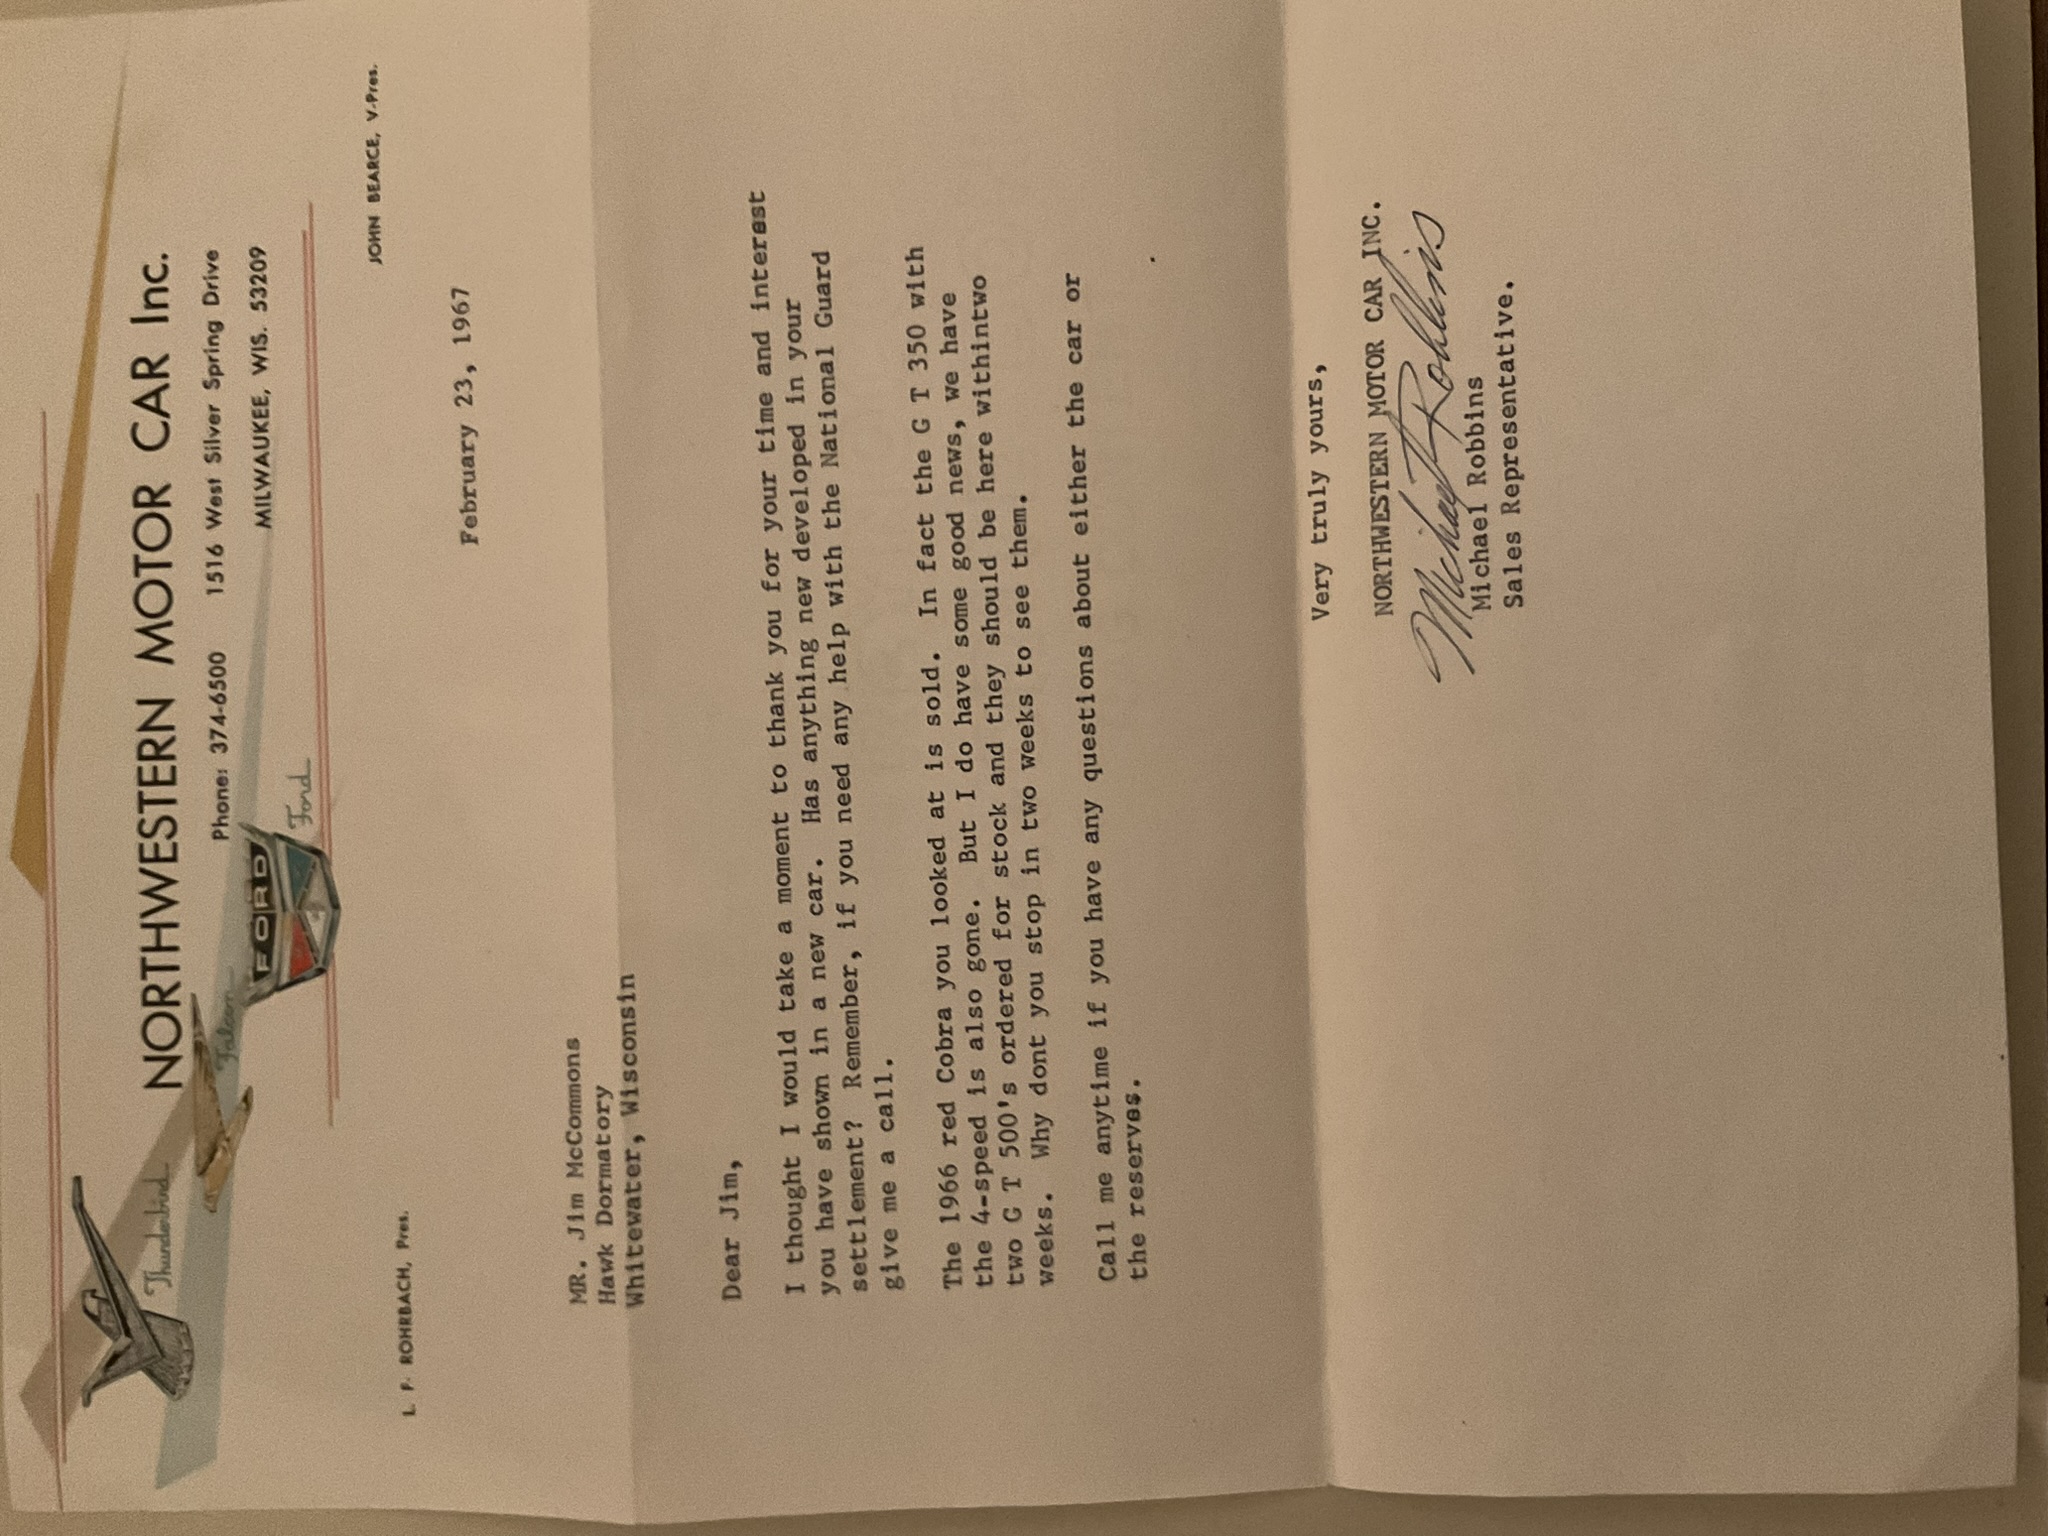 NORTHWESTERN MOTOR CAR Inc.
Phone: 374-6500 1516 West Silver Spring Drive
MILWAUKEE, WIS. 53209
Thunderbird
Falcon
FORD
Ford
L. F. ROHRBACH, Pres. JOHN BEARCE, V-Pres.
February 23, 1967
MR. Jim McCommons
Hawk Dormatory
Whitewater, Wisconsin
Dear Jim,
I thought I would take a moment to thank you for your time and interest
you have shown in a new car. Has anything new developed in your
settlement? Remember, if you need any help with the National Guard
give me a call.
The 1966 red Cobra you looked at is sold. In fact the G T 350 with
the 4-speed is also gone. But I do have some good news, we have
two G T 500's ordered for stock and they should be here withintwo
weeks. Why dont you stop in two weeks to see them.
Call me anytime if you have any questions about either the car or
the reserves.
Very truly yours,
NORTHWESTERN MOTOR CAR INC.
Michael Robbins
Michael Robbins
Sales Representative.